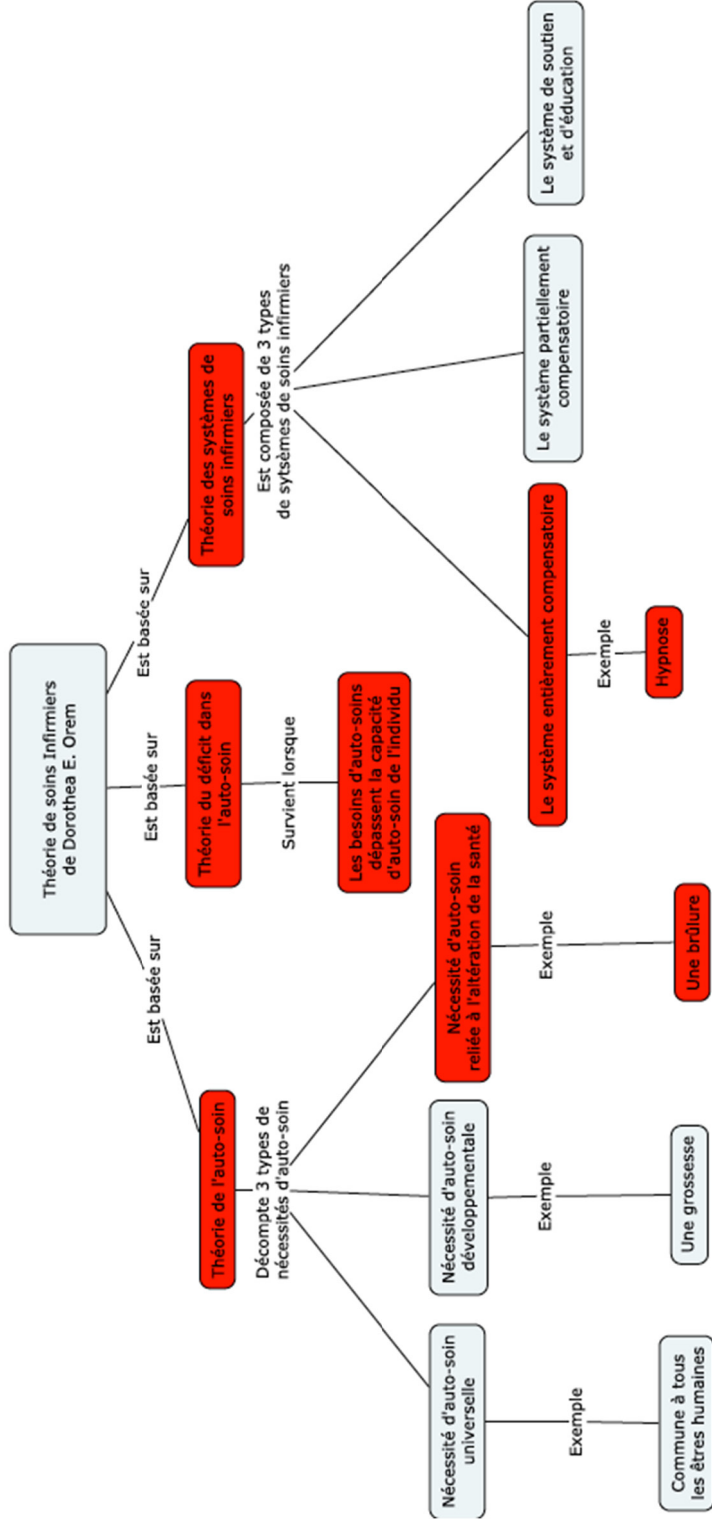 Théorie de soins Infirmiers
de Dorothea E. Orem
Est basée sur
Est basée sur
Est basée sur
Théorie de l'auto-soin
Théorie du déficit dans
l'auto-soin
Théorie des systèmes de
soins infirmiers
Décompte 3 types de
nécessités d'auto-soin
Survient lorsque
Est composée de 3 types
de sytsèmes de soins infirmiers
Les besoins d'auto-soins
dépassent la capacité
d'auto-soin de l'individu
Nécessité d'auto-soin
universelle
Nécessité d'auto-soin
développementale
Nécessité d'auto-soin
reliée à l'altération de la santé
Le système entièrement compensatoire
Le système partiellement
compensatoire
Le système de soutien
et d'éducation
Exemple
Exemple
Exemple
Exemple
Commune à tous
les êtres humaines
Une grossesse
Une brûlure
Hypnose